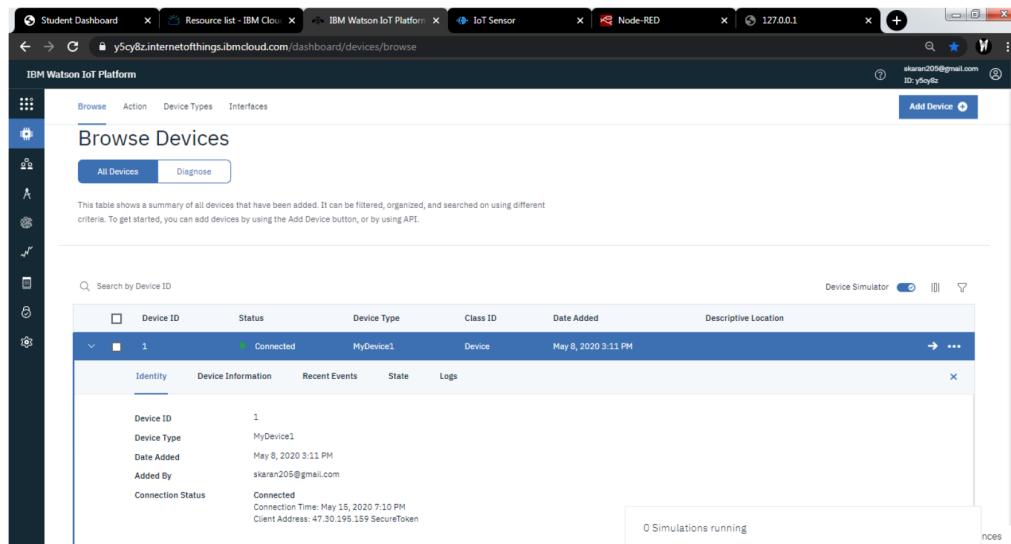 Student Dashboard
Resource list - IBM Clou
IBM Watson IoT Platform
IoT Sensor
Node-RED
127.0.0.1
y5cy8z.internetofthings.ibmcloud.com/dashboard/devices/browse
IBM Watson IoT Platform
skaran205@gmail.com
ID: y5cy8z
Browse Action Device Types Interfaces
Add Device
Browse Devices
All Devices Diagnose
This table shows a summary of all devices that have been added. It can be filtered, organized, and searched on using different
criteria. To get started, you can add devices by using the Add Device button, or by using API.
Search by Device ID
Device Simulator
Device ID Status Device Type Class ID Date Added Descriptive Location
1 Connected MyDevice1 Device May 8, 2020 3:11 PM
Identity Device Information Recent Events State Logs
Device ID 1
Device Type MyDevice1
Date Added May 8, 2020 3:11 PM
Added By skaran205@gmail.com
Connection Status Connected
Connection Time: May 15, 2020 7:10 PM
Client Address: 47.30.195.159 SecureToken
0 Simulations running
nces